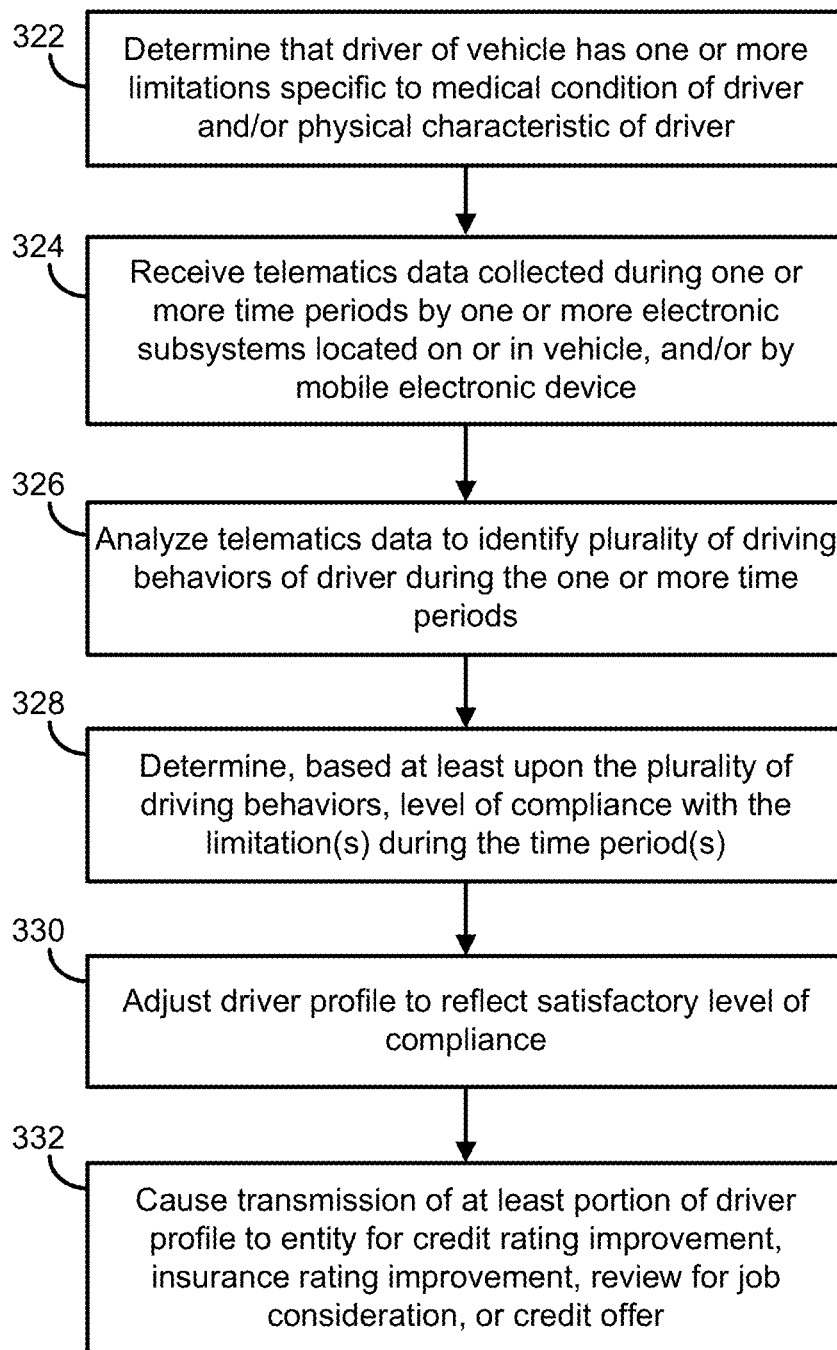 322
Determine that driver of vehicle has one or more
limitations specific to medical condition of driver
and/or physical characteristic of driver
324
Receive telematics data collected during one or
more time periods by one or more electronic
subsystems located on or in vehicle, and/or by
mobile electronic device
326
Analyze telematics data to identify plurality of driving
behaviors of driver during the one or more time
periods
328
Determine, based at least upon the plurality of
driving behaviors, level of compliance with the
limitation(s) during the time period(s)
330
Adjust driver profile to reflect satisfactory level of
compliance
332
Cause transmission of at least portion of driver
profile to entity for credit rating improvement,
insurance rating improvement, review for job
consideration, or credit offer